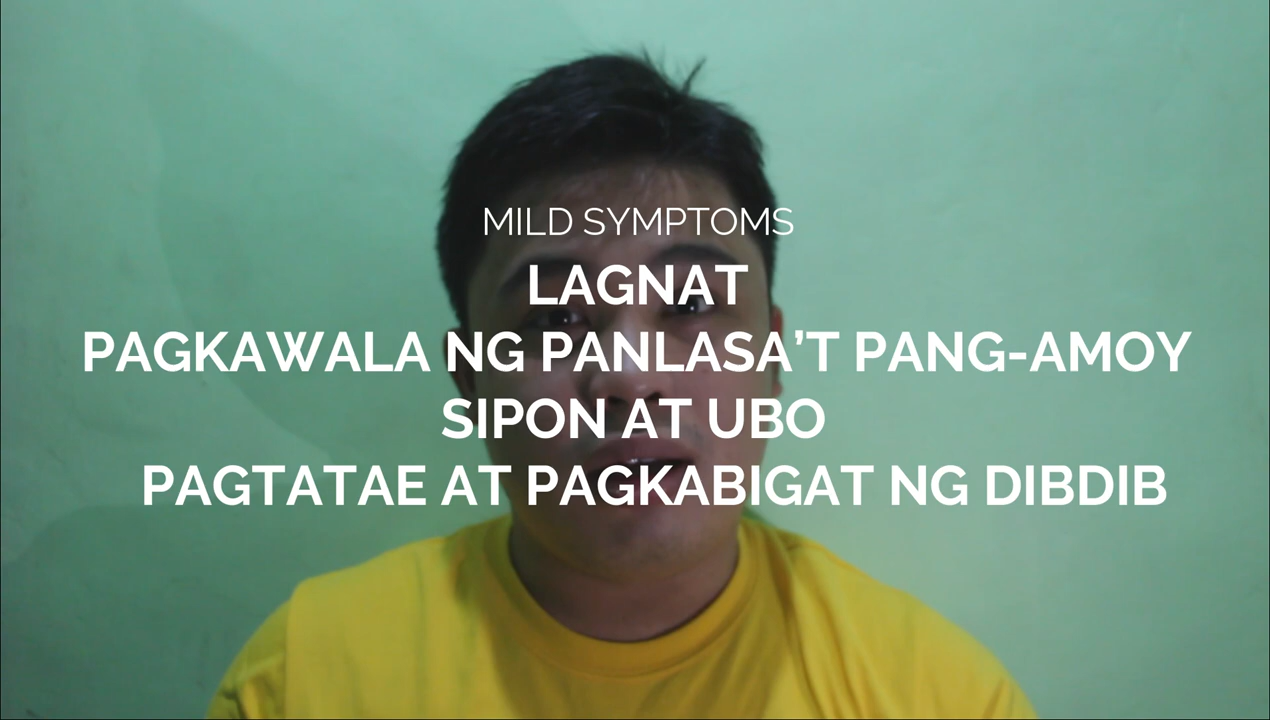 MILD SYMPTOMS
LAGNAT
PAGKAWALA NG PANLASA'T PANG-AMOY
SIPON AT UBO
PAGTATAE AT PAGKABIGAT NG DIBDIB